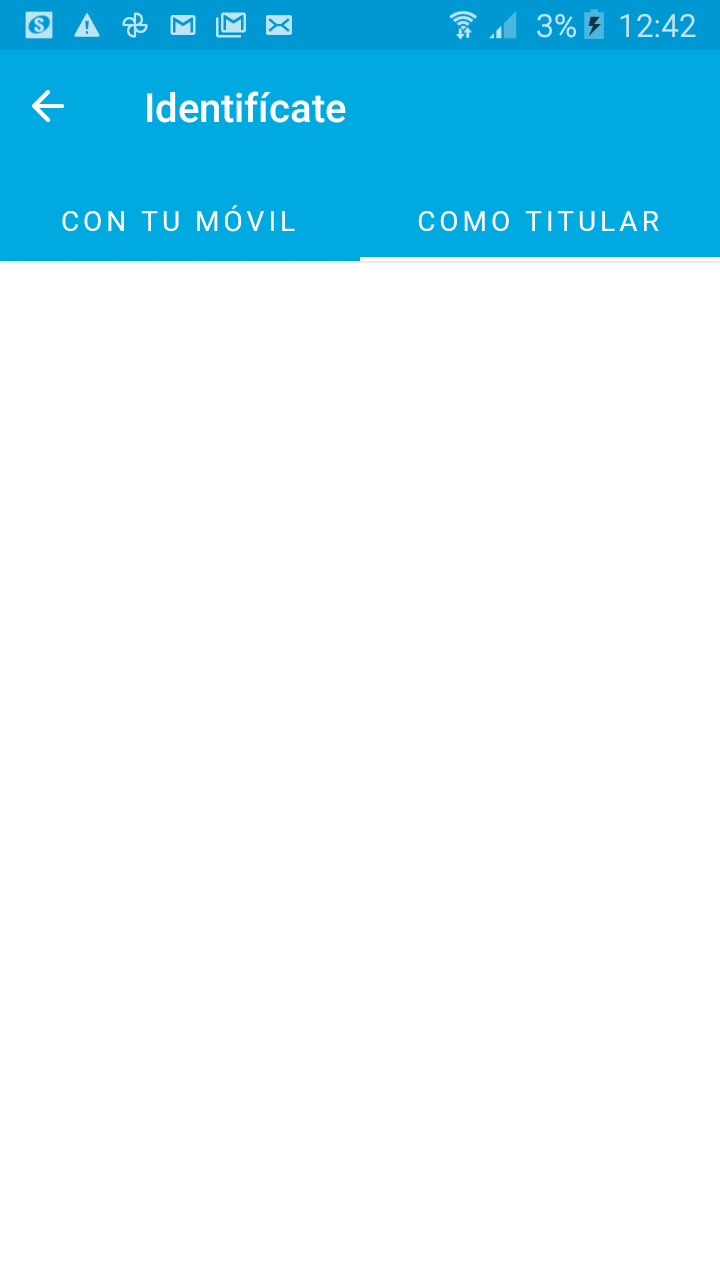 3% 12:42
Identifícate
CON TU MÓVIL COMO TITULAR